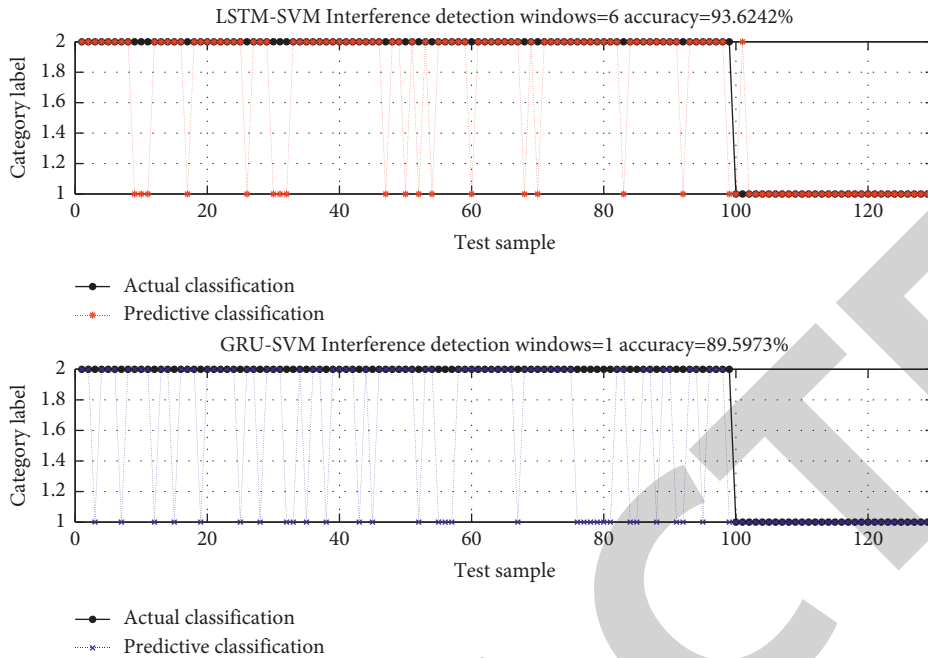 LSTM-SVM Interference detection windows=6 accuracy=93.6242%
2
1.8
1.6
1.4
1.2
1
Category label
0 20 40 60 80 100 120
Test sample
Actual classification
Predictive classification
GRU-SVM Interference detection windows=1 accuracy=89.5973%
2
1.8
1.6
1.4
1.2
1
Category label
0 20 40 60 80 100 120
Test sample
Actual classification
Predictive classification